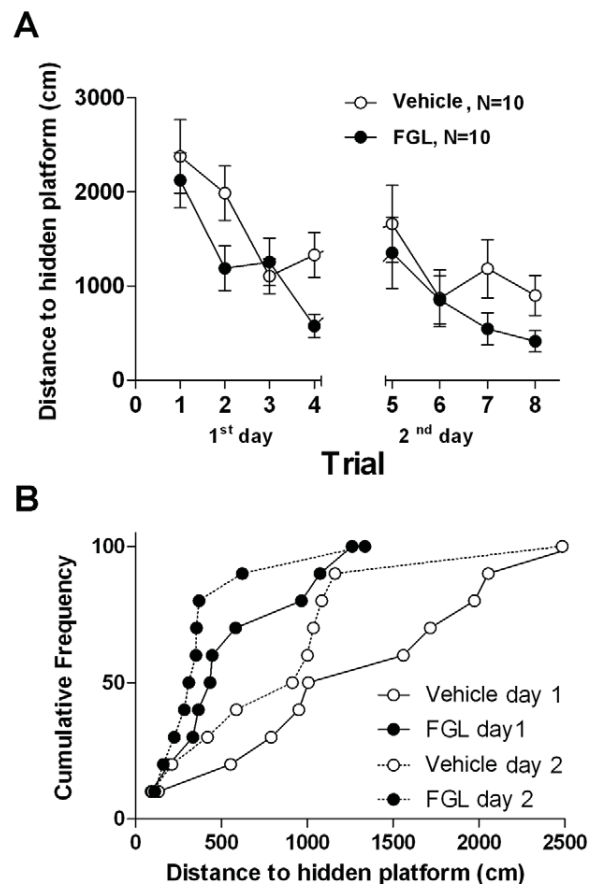 A
Distance to hidden platform (cm)
3000
2000
1000
0
Vehicle , N=10
FGL, N=10
0 1 2 3 4 5 6 7 8
1st day 2 nd day
Trial
B
Cumulative Frequency
100
50
0
Vehicle day 1
FGL day1
Vehicle day 2
FGL day 2
0 500 1000 1500 2000 2500
Distance to hidden platform (cm)